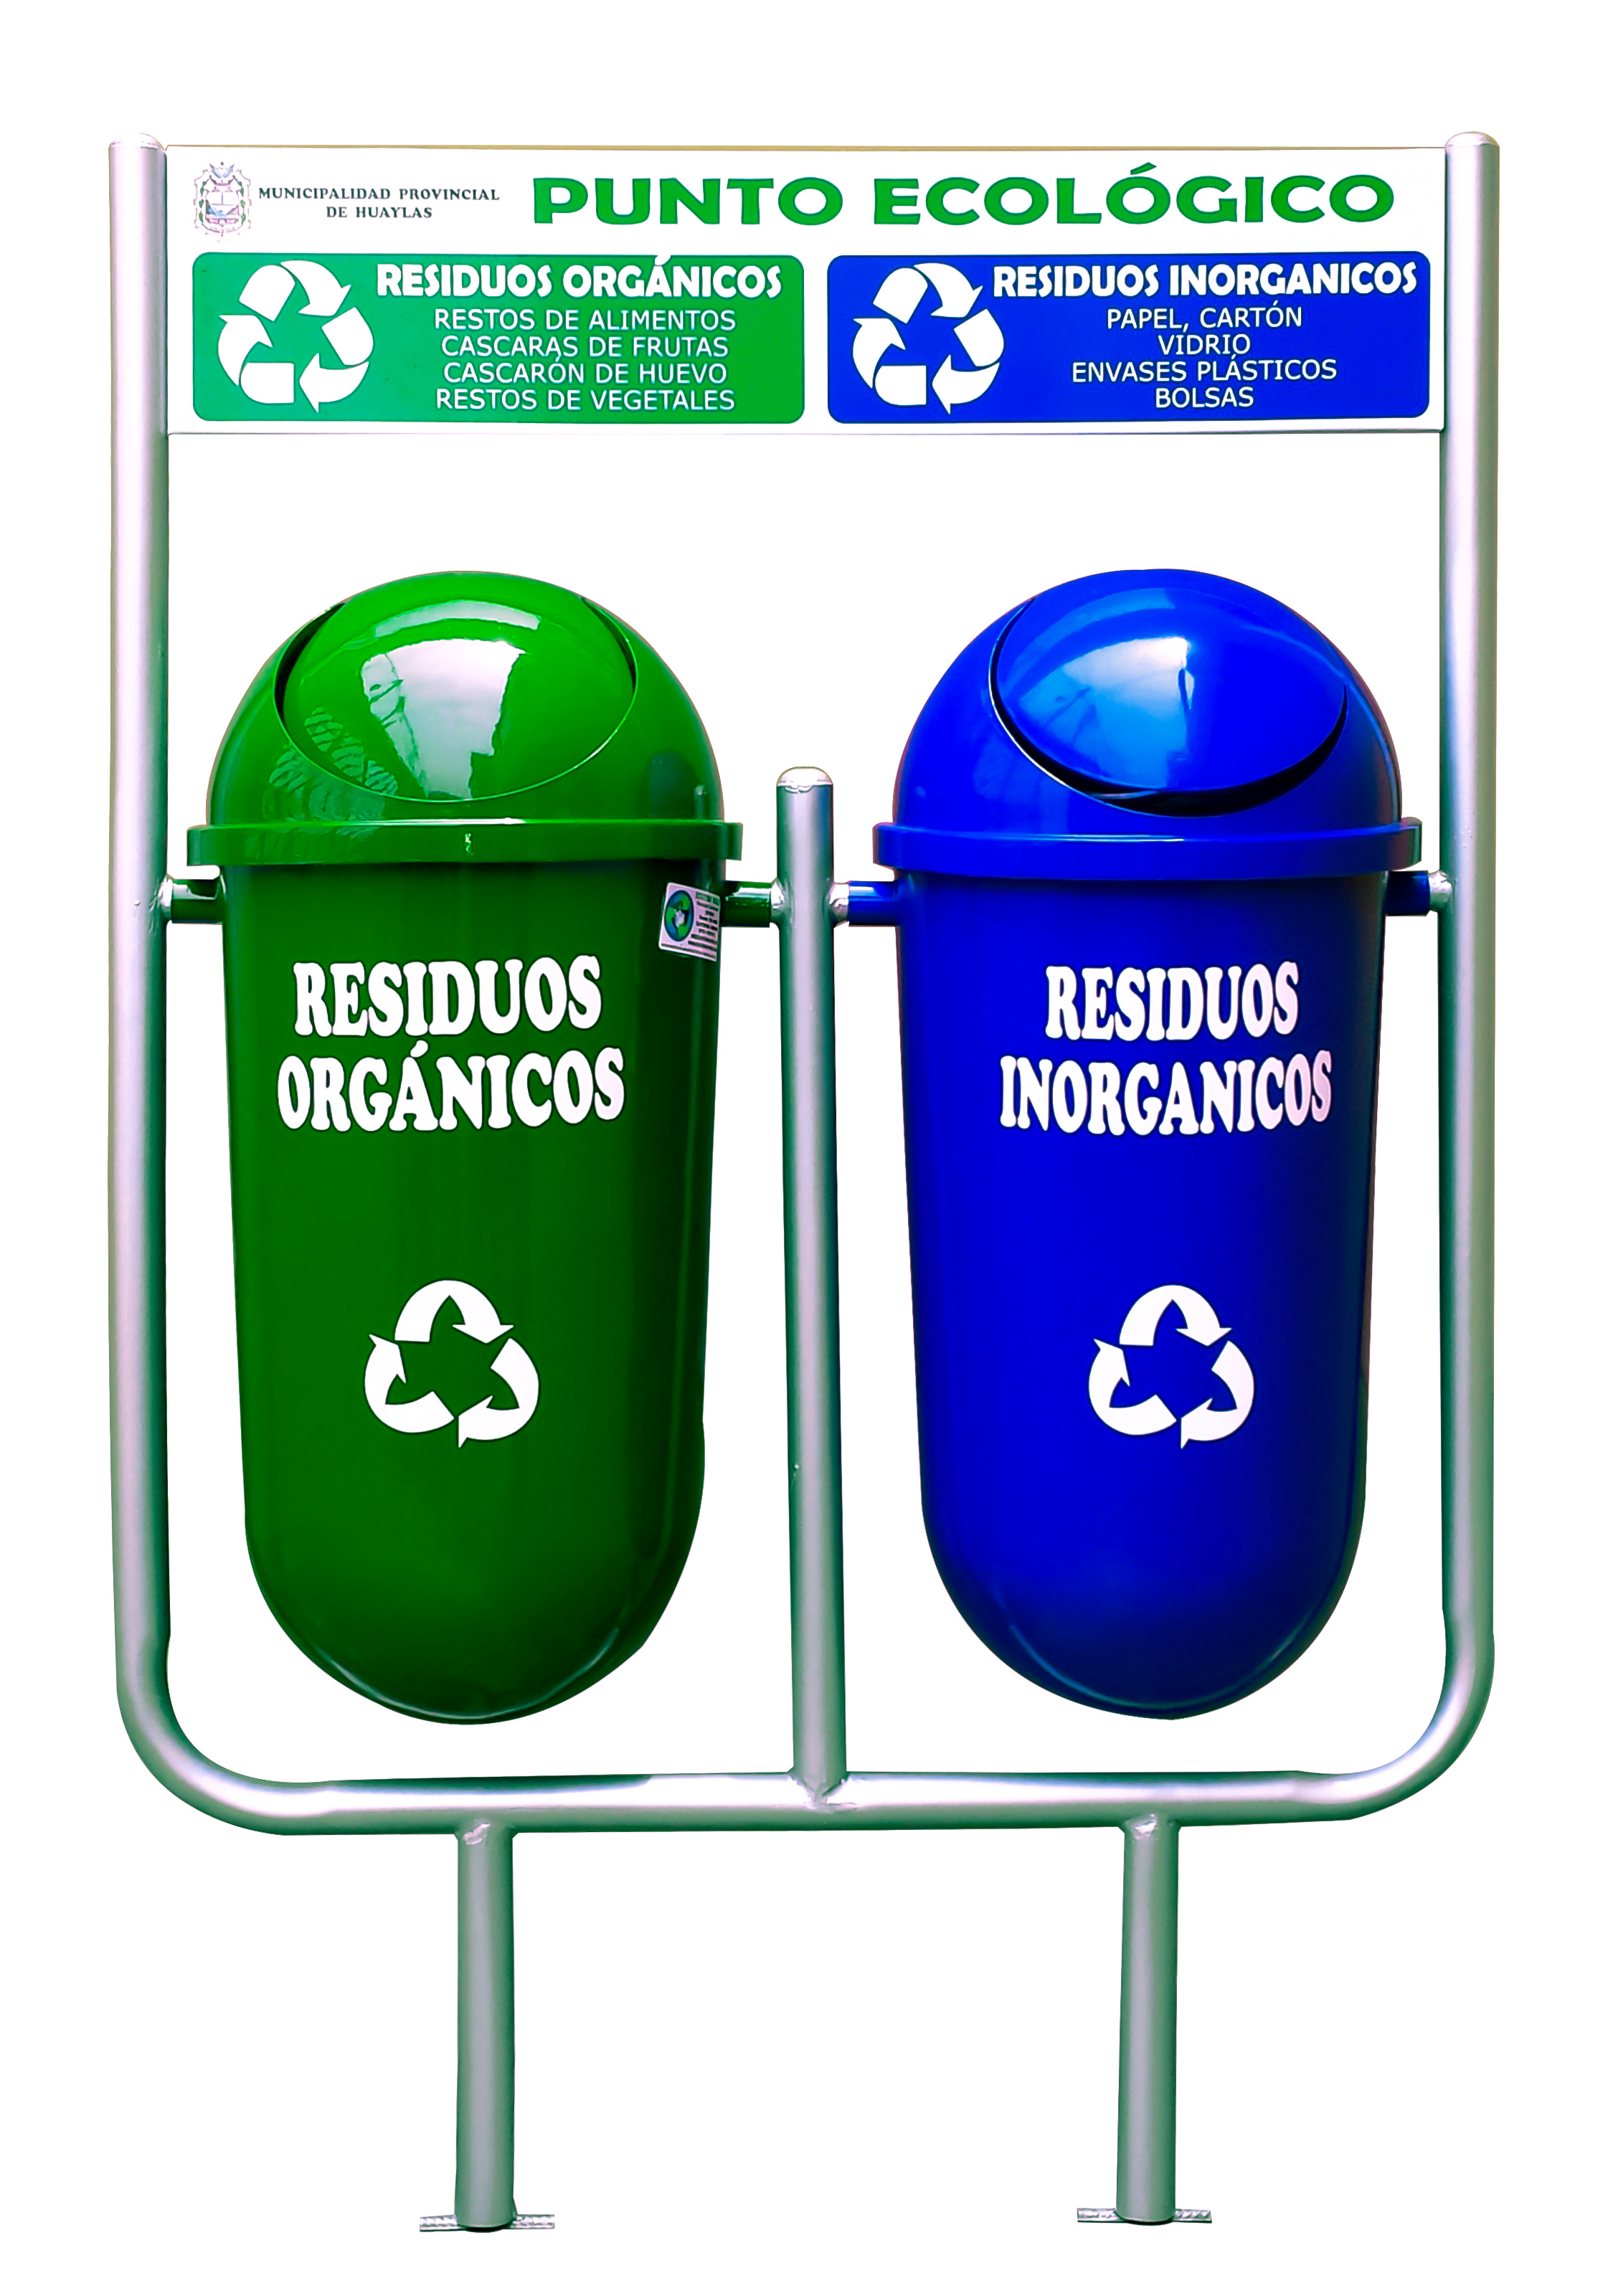 MUNICIPALIDAD PROVINCIAL
DE HUAYLAS
PUNTO ECOLÓGICO
RESIDUOS ORGÁNICOS
RESTOS DE ALIMENTOS
CASCARAS DE FRUTAS
CASCARÓN DE HUEVO
RESTOS DE VEGETALES
RESIDUOS INORGANICOS
PAPEL, CARTÓN
VIDRIO
ENVASES PLÁSTICOS
BOLSAS
RESIDUOS
ORGÁNICOS
RESIDUOS
INORGANICOS